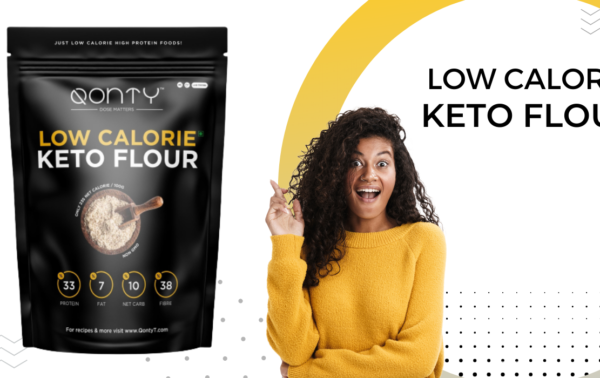 JUST LOW CALORIE HIGH PROTEIN FOODS!
QONTY™
DOSE MATTERS
LOW CALORIE
KETO FLOUR
33
7
10
38
PROTEIN
FAT
NET CARB
FIBRE
For recipes & more visit www.QontyT.com
LOW CALOR
KETO FLOU